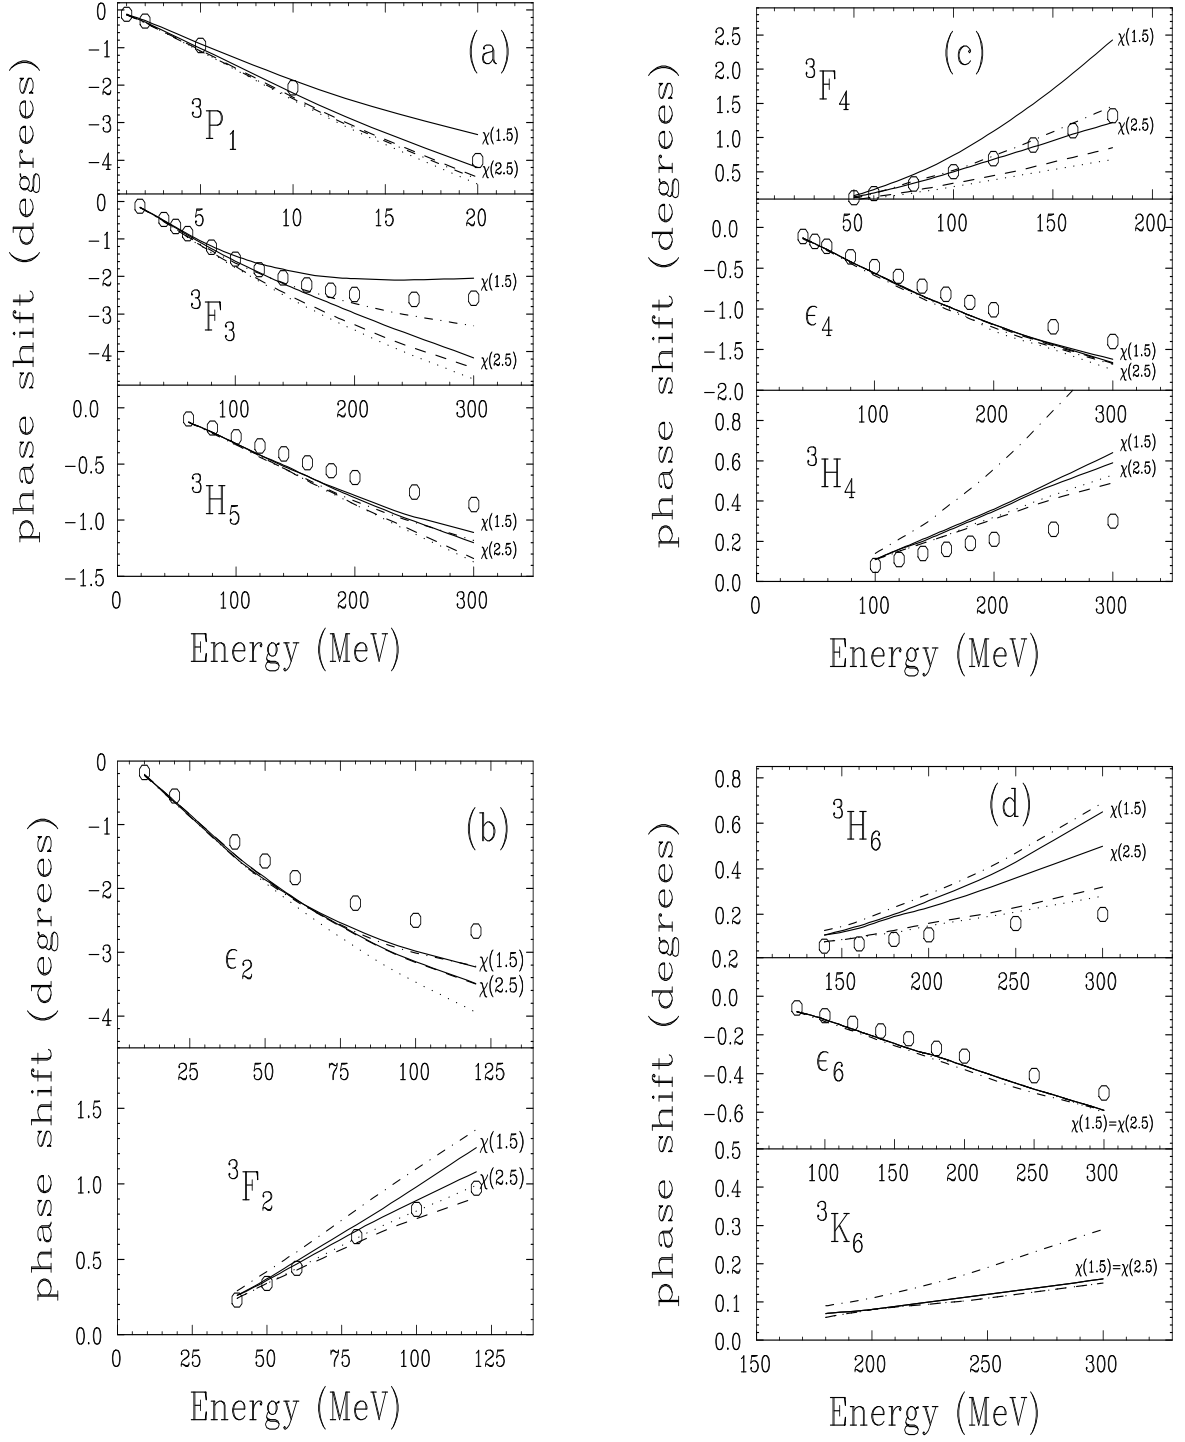 phase shift (degrees)
0
−1
−2
−3
−4
(a)
³P₁
χ(1.5)
χ(2.5)
5 10 15 20
0
−1
−2
−3
−4
³F₃
χ(1.5)
χ(2.5)
100 200 300
0.0
−0.5
−1.0
−1.5
³H₅
χ(1.5)
χ(2.5)
0 100 200 300
Energy (MeV)
phase shift (degrees)
2.5
2.0
1.5
1.0
0.5
(c)
³F₄
χ(1.5)
χ(2.5)
50 100 150 200
0.0
−0.5
−1.0
−1.5
−2.0
ϵ₄
χ(1.5)
χ(2.5)
100 200 300
0.8
0.6
0.4
0.2
0.0
³H₄
χ(1.5)
χ(2.5)
0 100 200 300
Energy (MeV)
phase shift (degrees)
0
−1
−2
−3
−4
(b)
ϵ₂
χ(1.5)
χ(2.5)
25 50 75 100 125
1.5
1.0
0.5
0.0
³F₂
χ(1.5)
χ(2.5)
0 25 50 75 100 125
Energy (MeV)
phase shift (degrees)
0.8
0.6
0.4
0.2
(d)
³H₆
χ(1.5)
χ(2.5)
150 200 250 300
0.2
0.0
−0.2
−0.4
−0.6
ϵ₆
χ(1.5)=χ(2.5)
100 150 200 250 300
0.5
0.4
0.3
0.2
0.1
0.0
³K₆
χ(1.5)=χ(2.5)
150 200 250 300
Energy (MeV)